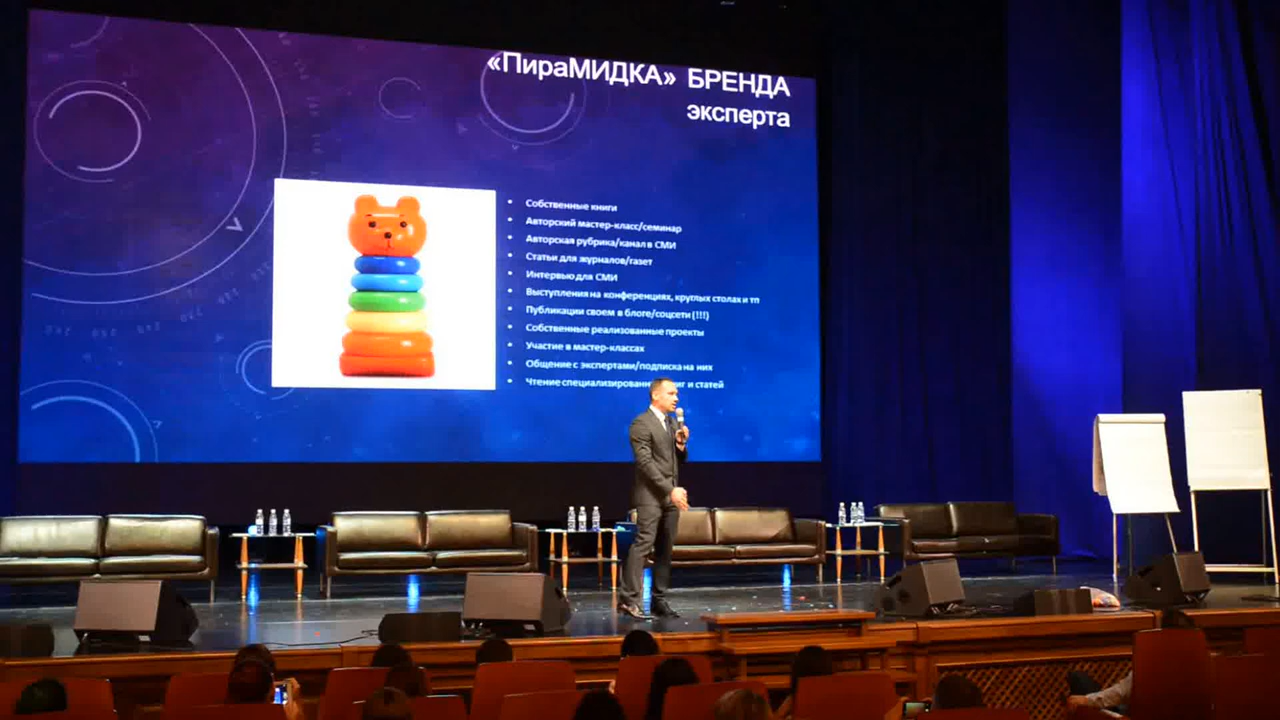 «ПираМИДКА» БРЕНДА
эксперта
• Собственные книги
• Авторский мастер-класс/семинар
• Авторская рубрика/канал в СМИ
• Статьи для журналов/газет
• Интервью для СМИ
• Выступления на конференциях, круглых столах и тп
• Публикации своем в блоге/соцсети (!!!)
• Собственные реализованные проекты
• Участие в мастер-классах
• Общение с экспертами/подписка на них
• Чтение и статей